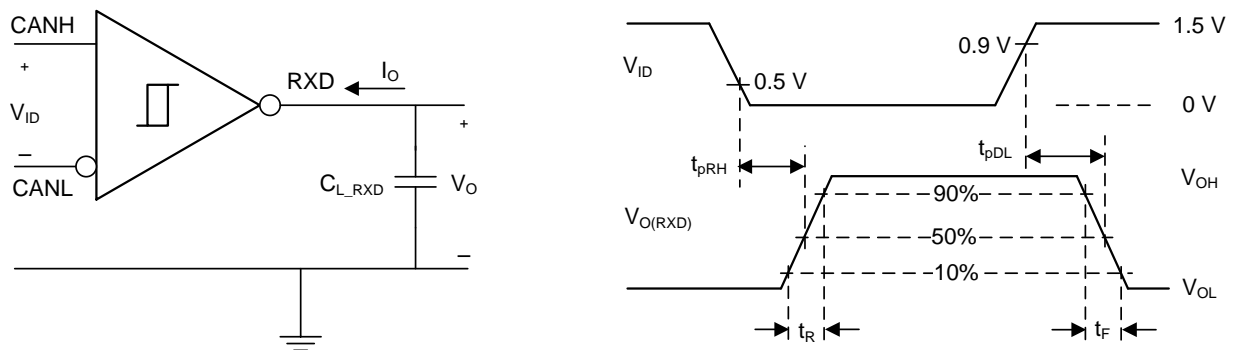 CANH
+
V_ID
–
CANL
RXD
I_O
C_L_RXD
+
V_O
–
V_ID
0.5 V
0.9 V
1.5 V
0 V
t_pRH
t_pDL
V_O(RXD)
90%
50%
10%
V_OH
V_OL
t_R
t_F